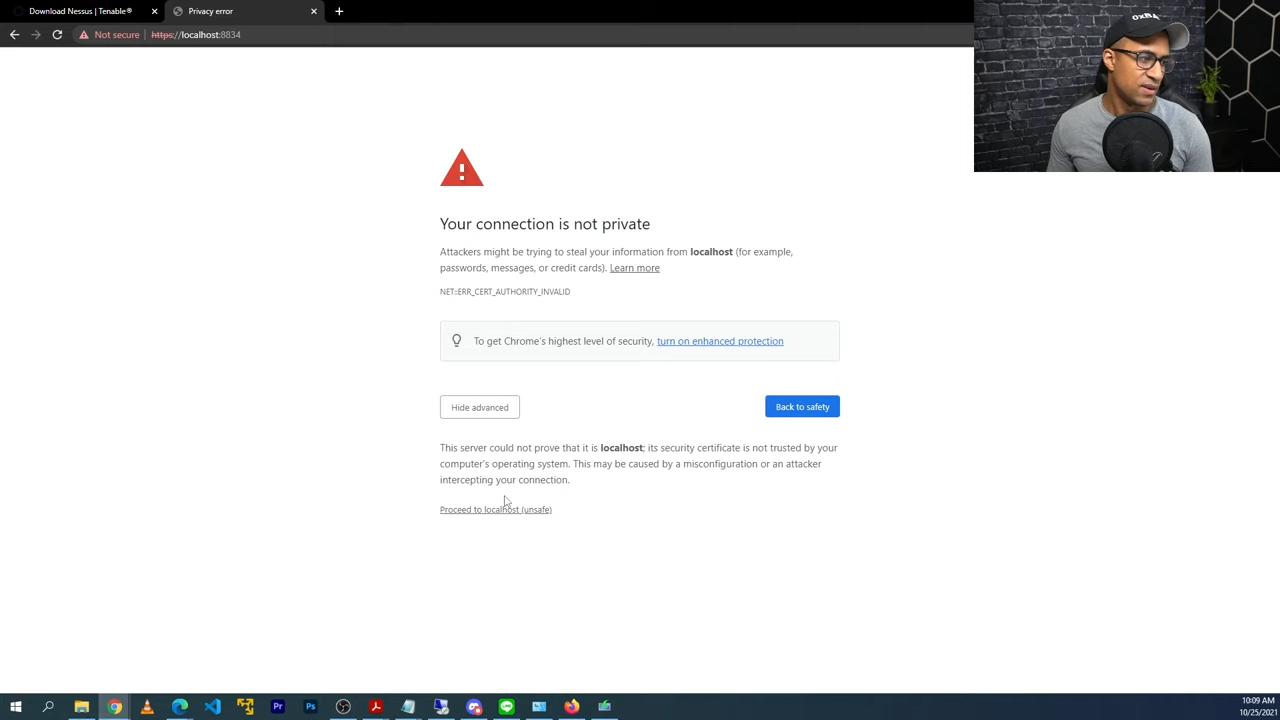 Download Nessus | Tenable®
Privacy error
Not secure
https://localhost:8834
Your connection is not private
Attackers might be trying to steal your information from localhost (for example,
passwords, messages, or credit cards). Learn more
NET::ERR_CERT_AUTHORITY_INVALID
To get Chrome's highest level of security, turn on enhanced protection
Hide advanced
Back to safety
This server could not prove that it is localhost; its security certificate is not trusted by your
computer's operating system. This may be caused by a misconfiguration or an attacker
intercepting your connection.
Proceed to localhost (unsafe)
Pr
Ps
LINE
10:09 AM
10/25/2021